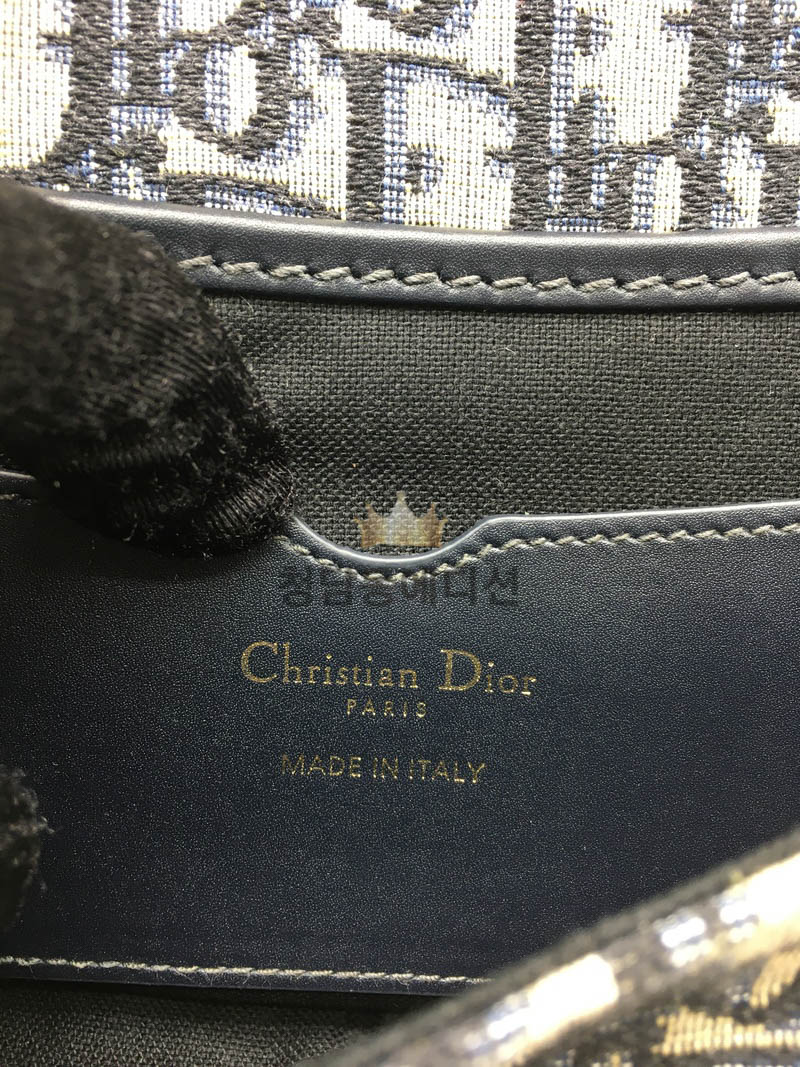 청담동에디션
Christian Dior
PARIS
MADE IN ITALY